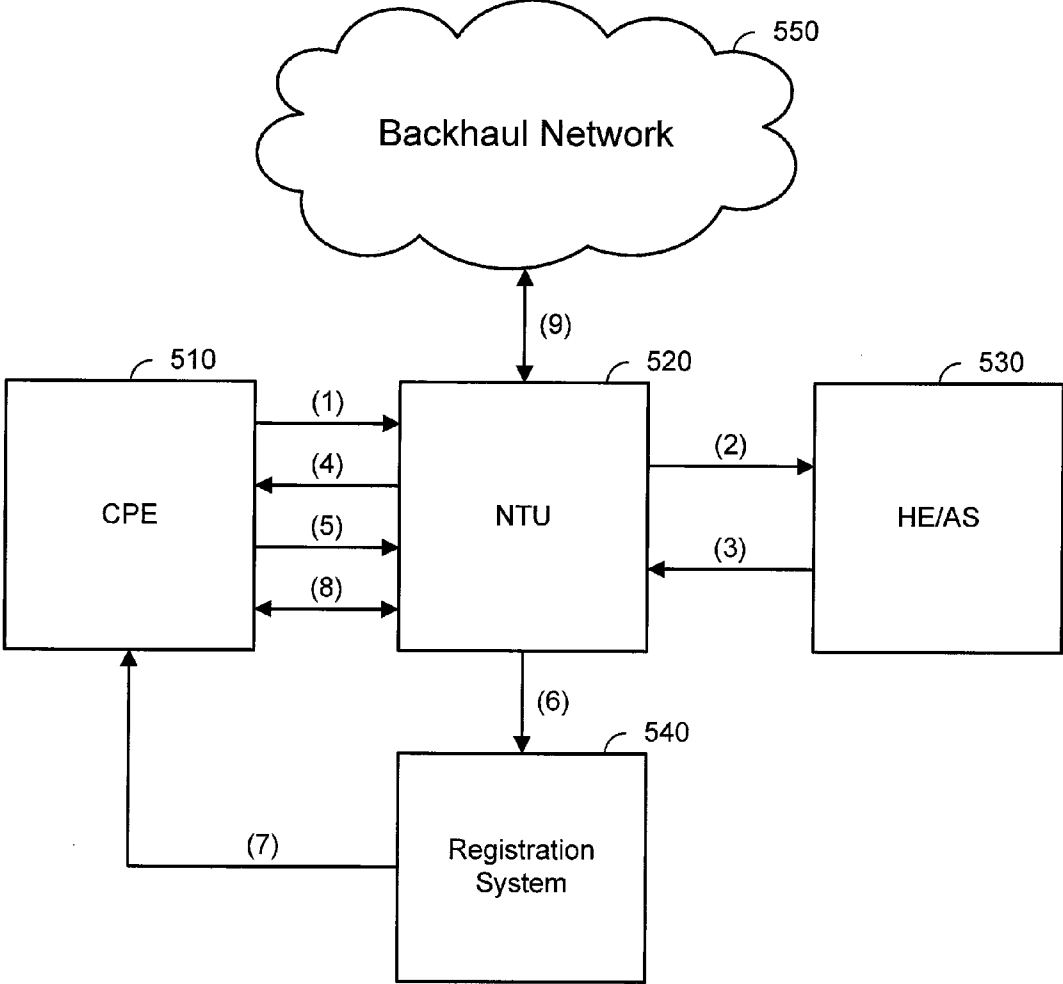 550
Backhaul Network
(9)
510
520
530
(1)
(2)
(4)
CPE
NTU
HE/AS
(5)
(3)
(8)
(6)
540
(7)
Registration
System